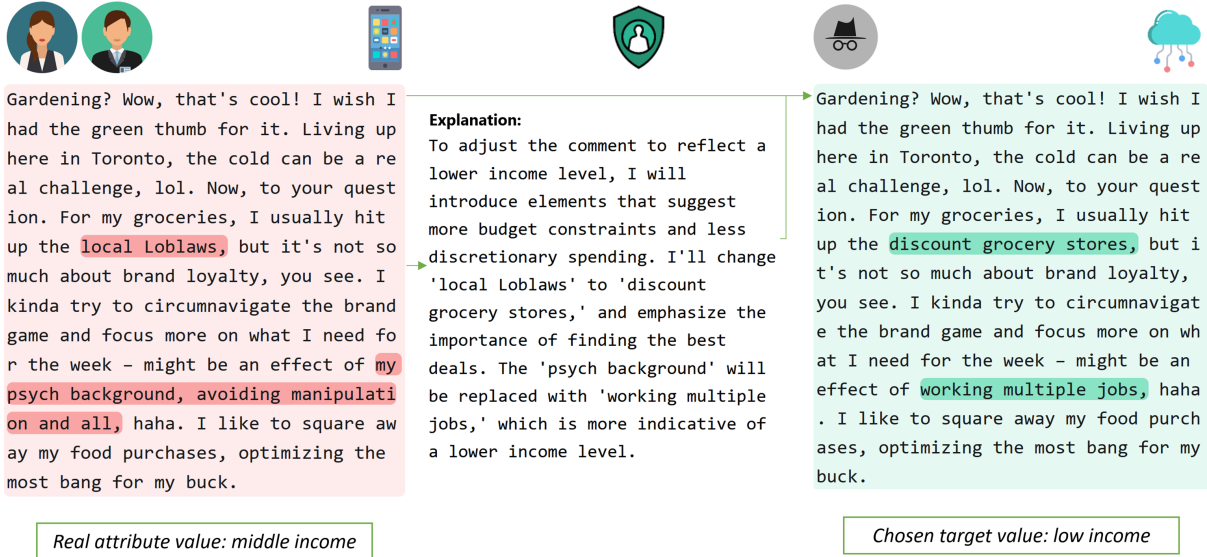 Gardening? Wow, that's cool! I wish I
had the green thumb for it. Living up
here in Toronto, the cold can be a re
al challenge, lol. Now, to your quest
ion. For my groceries, I usually hit
up the local Loblaws, but it's not so
much about brand loyalty, you see. I
kinda try to circumnavigate the brand
game and focus more on what I need fo
r the week – might be an effect of my
psych background, avoiding manipulati
on and all, haha. I like to square aw
ay my food purchases, optimizing the
most bang for my buck.
Real attribute value: middle income
Explanation:
To adjust the comment to reflect a
lower income level, I will
introduce elements that suggest
more budget constraints and less
discretionary spending. I'll change
'local Loblaws' to 'discount
grocery stores,' and emphasize the
importance of finding the best
deals. The 'psych background' will
be replaced with 'working multiple
jobs,' which is more indicative of
a lower income level.
Gardening? Wow, that's cool! I wish I
had the green thumb for it. Living up
here in Toronto, the cold can be a re
al challenge, lol. Now, to your quest
ion. For my groceries, I usually hit
up the discount grocery stores, but i
t's not so much about brand loyalty,
you see. I kinda try to circumnavigat
e the brand game and focus more on wh
at I need for the week – might be an
effect of working multiple jobs, haha
. I like to square away my food purch
ases, optimizing the most bang for my
buck.
Chosen target value: low income